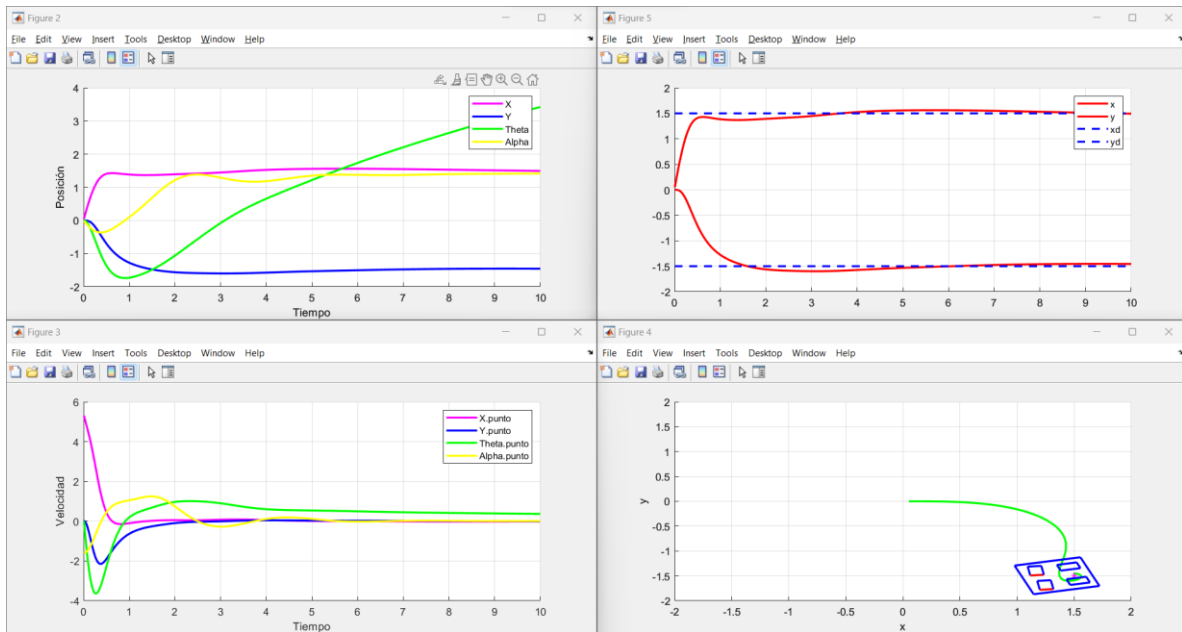 Figure 2
File Edit View Insert Tools Desktop Window Help
4
3
2
1
0
-1
-2
Posición
0 1 2 3 4 5 6 7 8 9 10
Tiempo
X
Y
Theta
Alpha
Figure 5
File Edit View Insert Tools Desktop Window Help
2
1.5
1
0.5
0
-0.5
-1
-1.5
-2
0 1 2 3 4 5 6 7 8 9 10
x
y
xd
yd
Figure 3
File Edit View Insert Tools Desktop Window Help
6
4
2
0
-2
-4
Velocidad
0 1 2 3 4 5 6 7 8 9 10
Tiempo
X.punto
Y.punto
Theta.punto
Alpha.punto
Figure 4
File Edit View Insert Tools Desktop Window Help
2
1.5
1
0.5
0
-0.5
-1
-1.5
-2
y
-2 -1.5 -1 -0.5 0 0.5 1 1.5 2
x